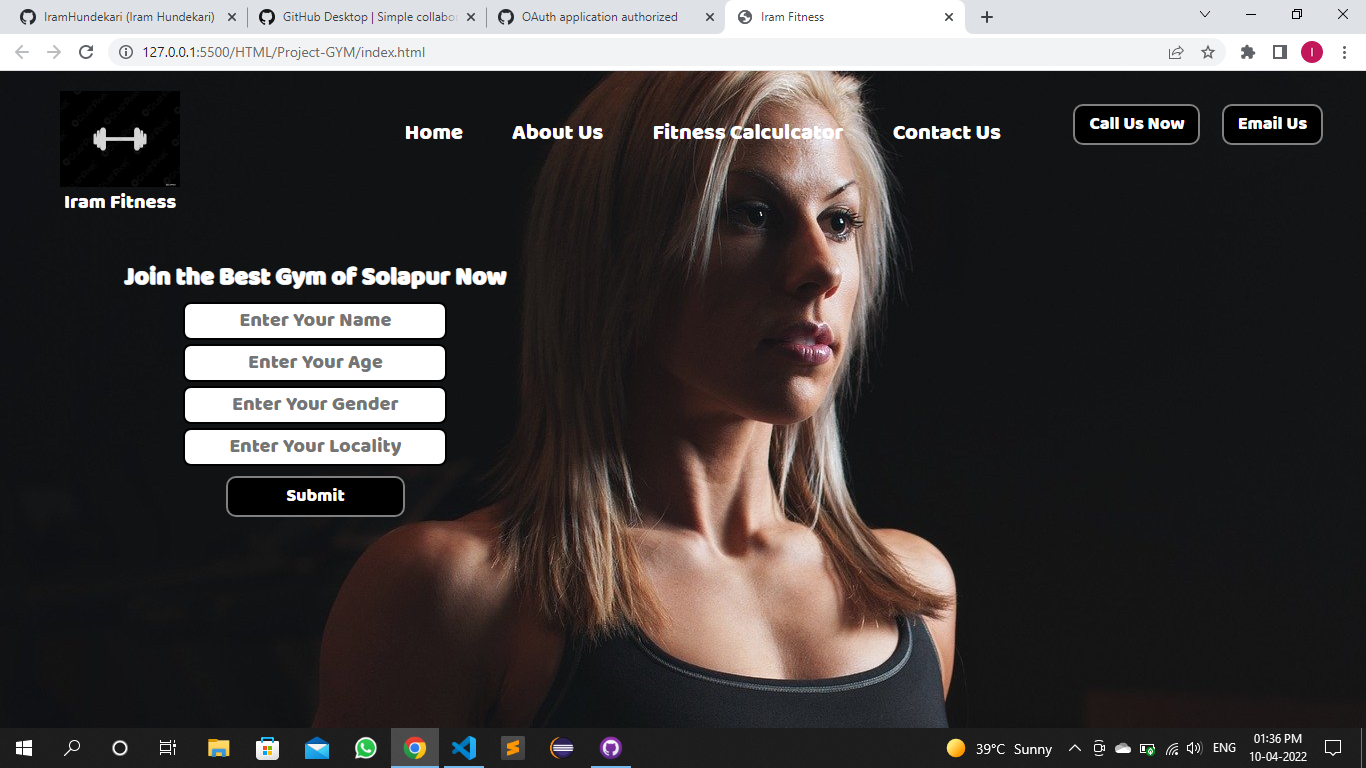 IramHundekari (Iram Hundekari)
GitHub Desktop | Simple collabor
OAuth application authorized
Iram Fitness
127.0.0.1:5500/HTML/Project-GYM/index.html
I
Home
About Us
Fitness Calculcator
Contact Us
Call Us Now
Email Us
Iram Fitness
Join the Best Gym of Solapur Now
Enter Your Name
Enter Your Age
Enter Your Gender
Enter Your Locality
Submit
39°C Sunny
ENG
01:36 PM
10-04-2022